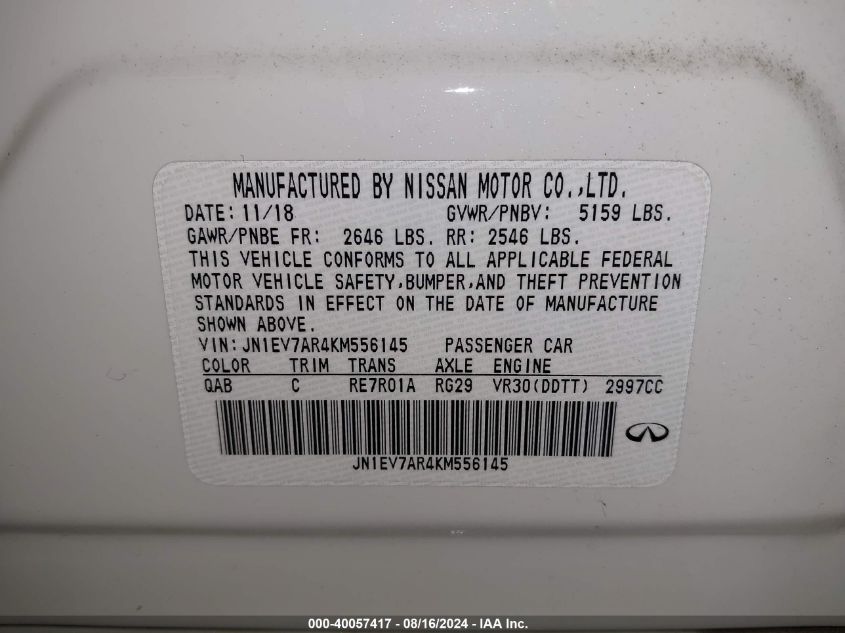 MANUFACTURED BY NISSAN MOTOR CO.,LTD.
DATE: 11/18 GVWR/PNBV: 5159 LBS.
GAWR/PNBE FR: 2646 LBS. RR: 2546 LBS.
THIS VEHICLE CONFORMS TO ALL APPLICABLE FEDERAL
MOTOR VEHICLE SAFETY,BUMPER,AND THEFT PREVENTION
STANDARDS IN EFFECT ON THE DATE OF MANUFACTURE
SHOWN ABOVE.
VIN:JN1EV7AR4KM556145 PASSENGER CAR
COLOR TRIM TRANS AXLE ENGINE
QAB C RE7R01A RG29 VR30(DDTT) 2997CC
JN1EV7AR4KM556145
000-40057417 - 08/16/2024 - IAA Inc.